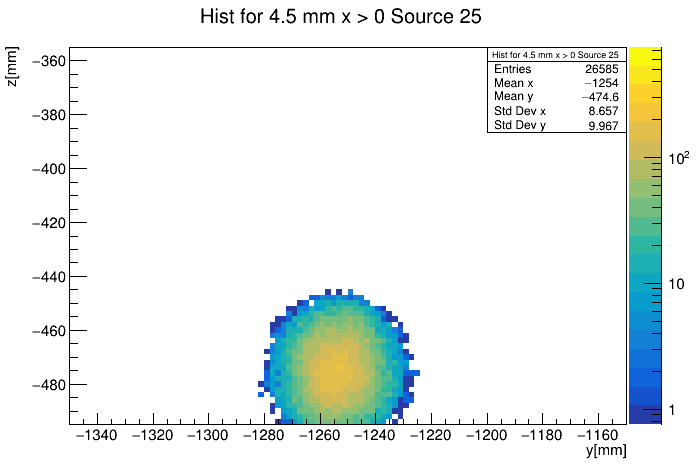 Hist for 4.5 mm x > 0 Source 25
z[mm]
Hist for 4.5 mm x > 0 Source 25
Entries 26585
Mean x −1254
Mean y −474.6
Std Dev x 8.657
Std Dev y 9.967
−360
−380
−400
−420
−440
−460
−480
10²
10
1
−1340 −1320 −1300 −1280 −1260 −1240 −1220 −1200 −1180 −1160
y[mm]